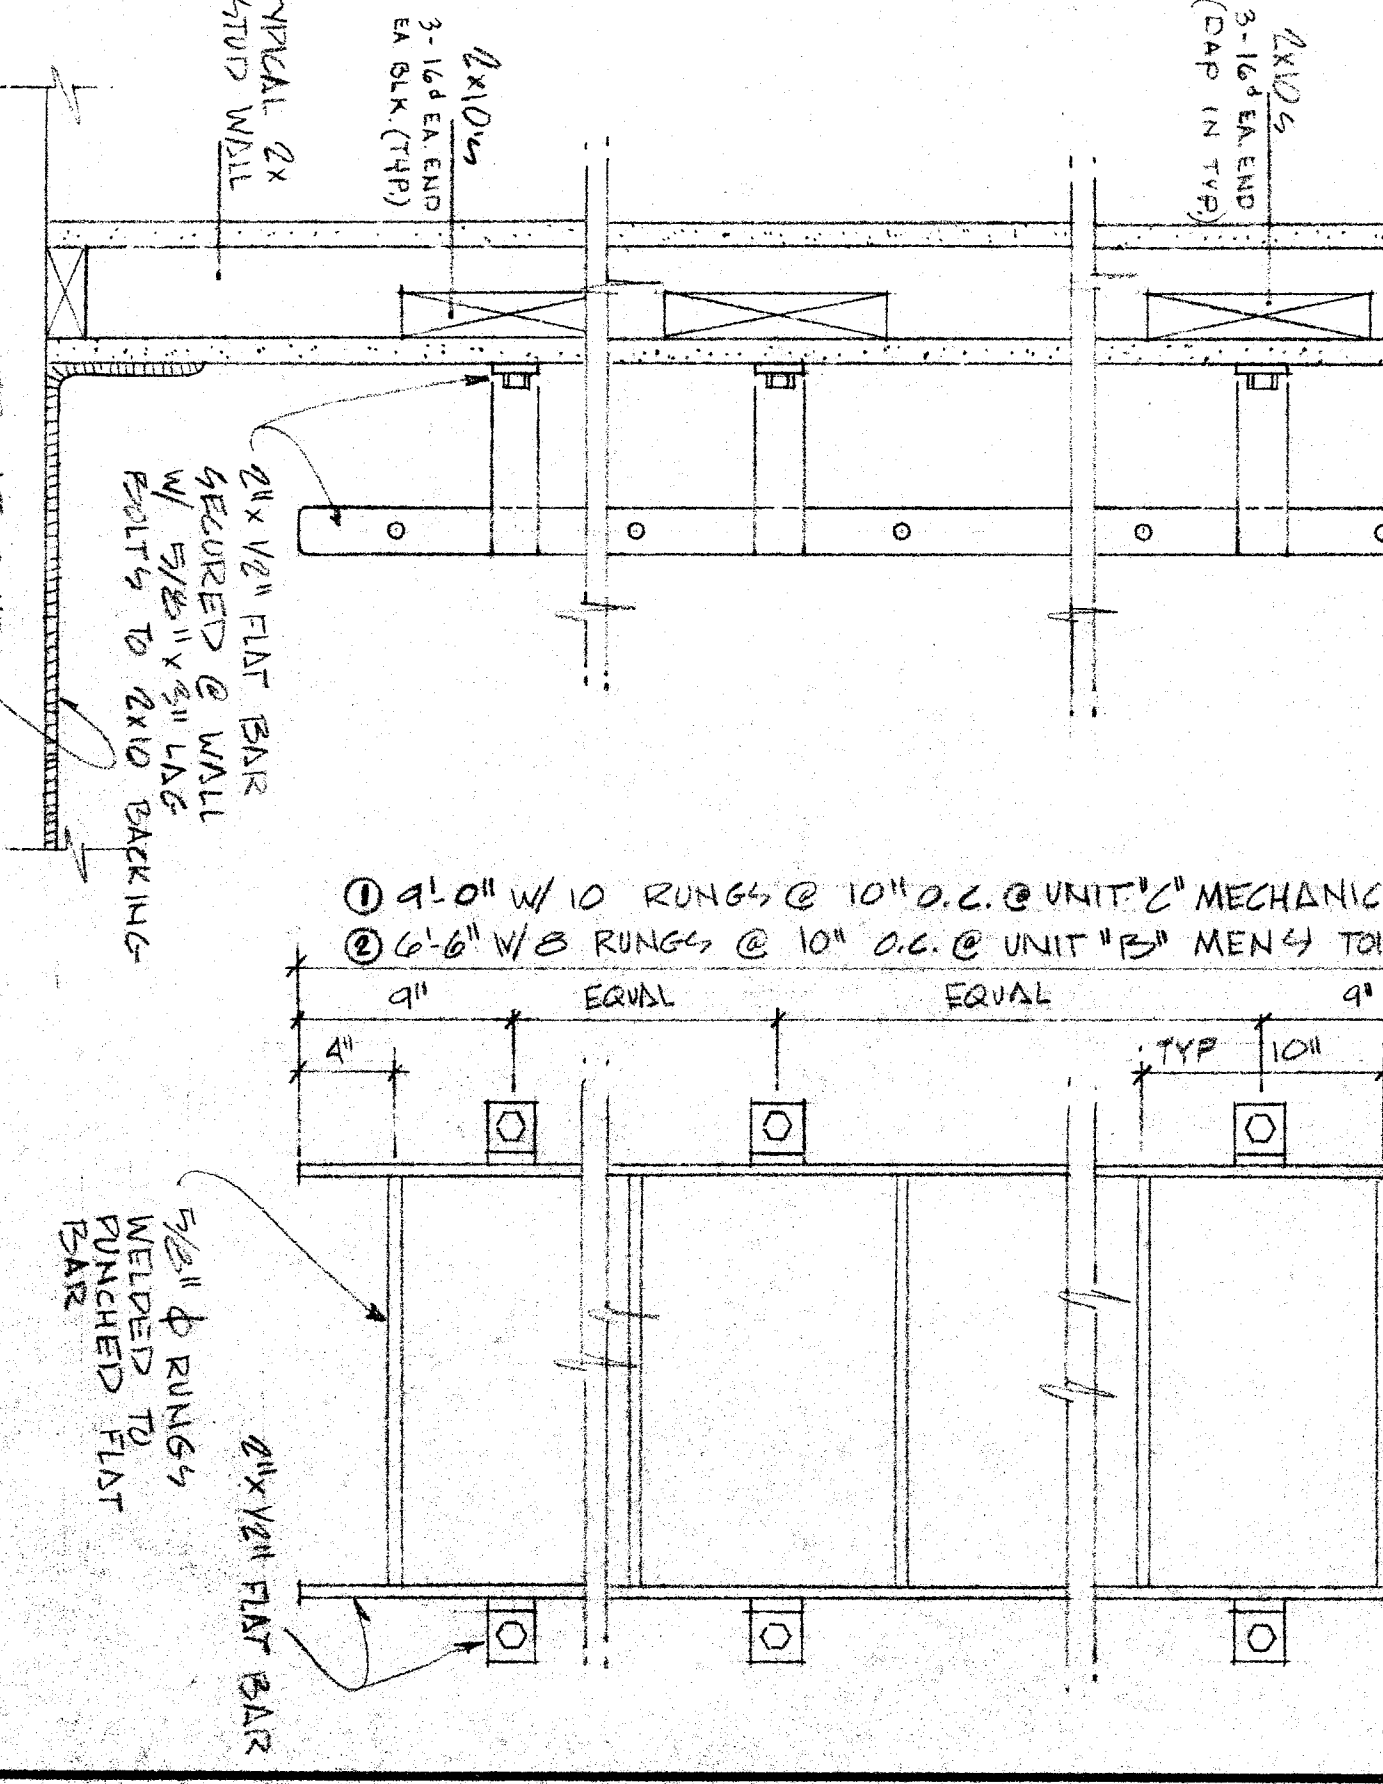 2x10's
3-16d EA. END
(DAP IN TYP.)
2x10's
3-16d EA. END
EA BLK. (TYP.)
TYPICAL 2X
STUD WALL
2" x 1/2" FLAT BAR
SECURED @ WALL
W/ 5/8" x 3" LAG
BOLTS TO 2x10 BACKING
① 9'-0" W/ 10 RUNGS @ 10" O.C. @ UNIT "C" MECHANIC
② 6'-6" W/ 8 RUNGS @ 10" O.C. @ UNIT "B" MENS TOI
9" EQUAL EQUAL 9"
4" TYP 10"
5/8" ϕ RUNGS
WELDED TO
PUNCHED FLAT
BAR
2" x 1/2" FLAT BAR